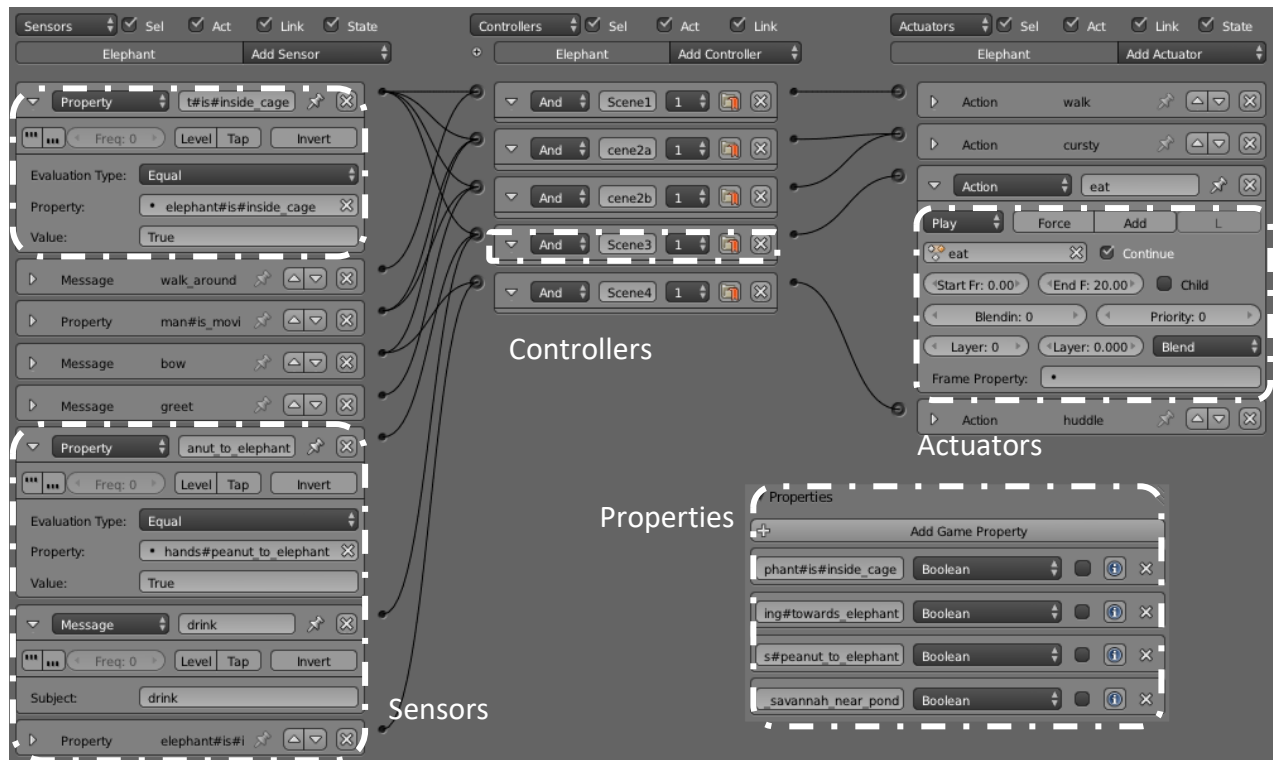 Sensors Sel Act Link State
Elephant Add Sensor
Property t#is#inside_cage
Freq: 0 Level Tap Invert
Evaluation Type: Equal
Property: elephant#is#inside_cage
Value: True
Message walk_around
Property man#is_movi
Message bow
Message greet
Property anut_to_elephant
Freq: 0 Level Tap Invert
Evaluation Type: Equal
Property: hands#peanut_to_elephant
Value: True
Message drink
Freq: 0 Level Tap Invert
Subject: drink
Property elephant#is#i
Sensors
Controllers Sel Act Link
Elephant Add Controller
And Scene1 1
And cene2a 1
And cene2b 1
And Scene3 1
And Scene4 1
Controllers
Actuators Sel Act Link State
Elephant Add Actuator
Action walk
Action cursty
Action eat
Play Force Add L
eat Continue
Start Fr: 0.00 End F: 20.00 Child
Blendin: 0 Priority: 0
Layer: 0 Layer: 0.000 Blend
Frame Property:
Action huddle
Actuators
Properties
Properties
Add Game Property
phant#is#inside_cage Boolean
ing#towards_elephant Boolean
s#peanut_to_elephant Boolean
_savannah_near_pond Boolean